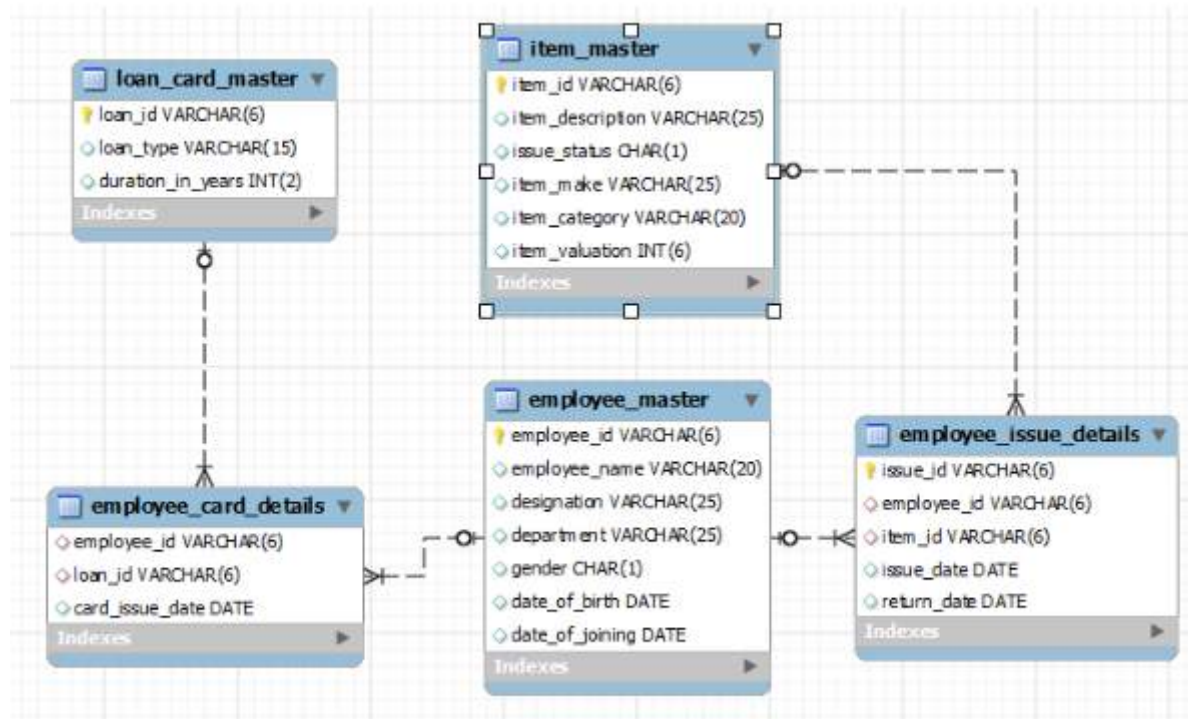 loan_card_master
loan_id VARCHAR(6)
loan_type VARCHAR(15)
duration_in_years INT(2)
Indexes
item_master
item_id VARCHAR(6)
item_description VARCHAR(25)
issue_status CHAR(1)
item_make VARCHAR(25)
item_category VARCHAR(20)
item_valuation INT(6)
Indexes
employee_card_details
employee_id VARCHAR(6)
loan_id VARCHAR(6)
card_issue_date DATE
Indexes
employee_master
employee_id VARCHAR(6)
employee_name VARCHAR(20)
designation VARCHAR(25)
department VARCHAR(25)
gender CHAR(1)
date_of_birth DATE
date_of_joining DATE
Indexes
employee_issue_details
issue_id VARCHAR(6)
employee_id VARCHAR(6)
item_id VARCHAR(6)
issue_date DATE
return_date DATE
Indexes